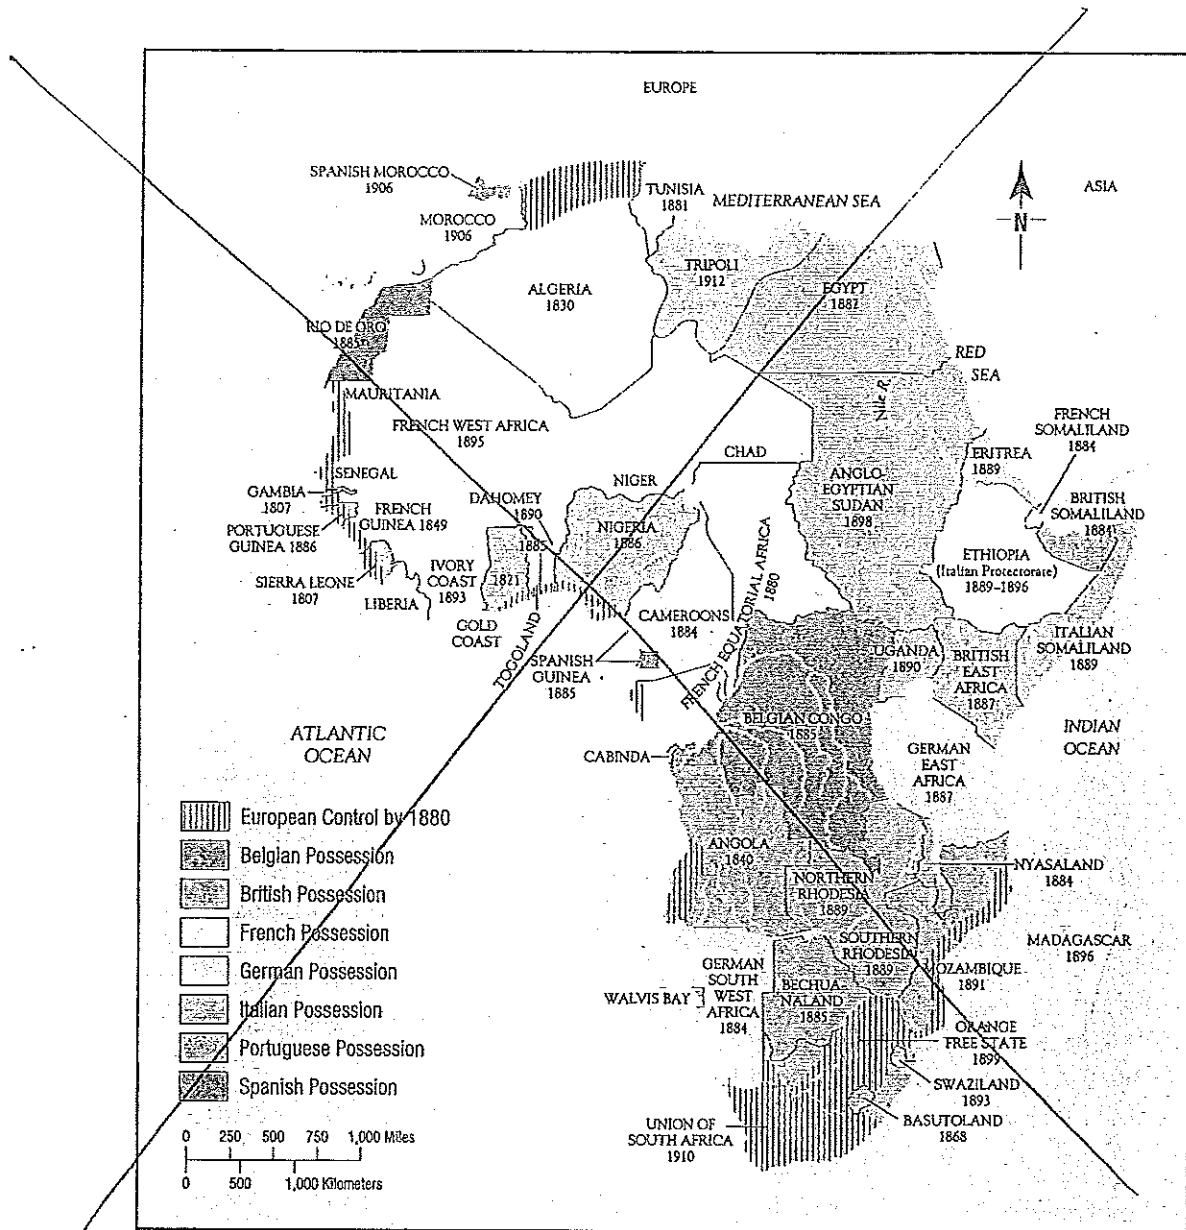 EUROPE
SPANISH MOROCCO
1906
TUNISIA
1881
MEDITERRANEAN SEA
ASIA
N
MOROCCO
1906
TRIPOLI
1912
ALGERIA
1830
EGYPT
1882
RIO DE ORO
1885
RED
SEA
Nile R.
MAURITANIA
FRENCH WEST AFRICA
1895
FRENCH
SOMALILAND
1884
CHAD
ERITREA
1889
SENEGAL
NIGER
ANGLO-
EGYPTIAN
SUDAN
1898
GAMBIA
1807
DAHOMEY
1890
BRITISH
SOMALILAND
1884
FRENCH
GUINEA 1849
NIGERIA
1886
PORTUGUESE
GUINEA 1886
1885
ETHIOPIA
(Italian Protectorate)
1889–1896
SIERRA LEONE
1807
IVORY
COAST
1893
1821
LIBERIA
CAMEROONS
1884
FRENCH EQUATORIAL AFRICA
1880
GOLD
COAST
TOGOLAND
UGANDA
1890
BRITISH
EAST
AFRICA
1887
ITALIAN
SOMALILAND
1889
SPANISH
GUINEA
1885
BELGIAN CONGO
1885
ATLANTIC
OCEAN
INDIAN
OCEAN
CABINDA
GERMAN
EAST
AFRICA
1887
European Control by 1880
Belgian Possession
British Possession
French Possession
German Possession
Italian Possession
Portuguese Possession
Spanish Possession
ANGOLA
1840
NYASALAND
1884
NORTHERN
RHODESIA
1889
MADAGASCAR
1896
SOUTHERN
RHODESIA
1889
MOZAMBIQUE
1891
GERMAN
SOUTH
WEST
AFRICA
1884
WALVIS BAY
BECHUA-
NALAND
1885
ORANGE
FREE STATE
1899
SWAZILAND
1893
BASUTOLAND
1868
UNION OF
SOUTH AFRICA
1910
0 250 500 750 1,000 Miles
0 500 1,000 Kilometers